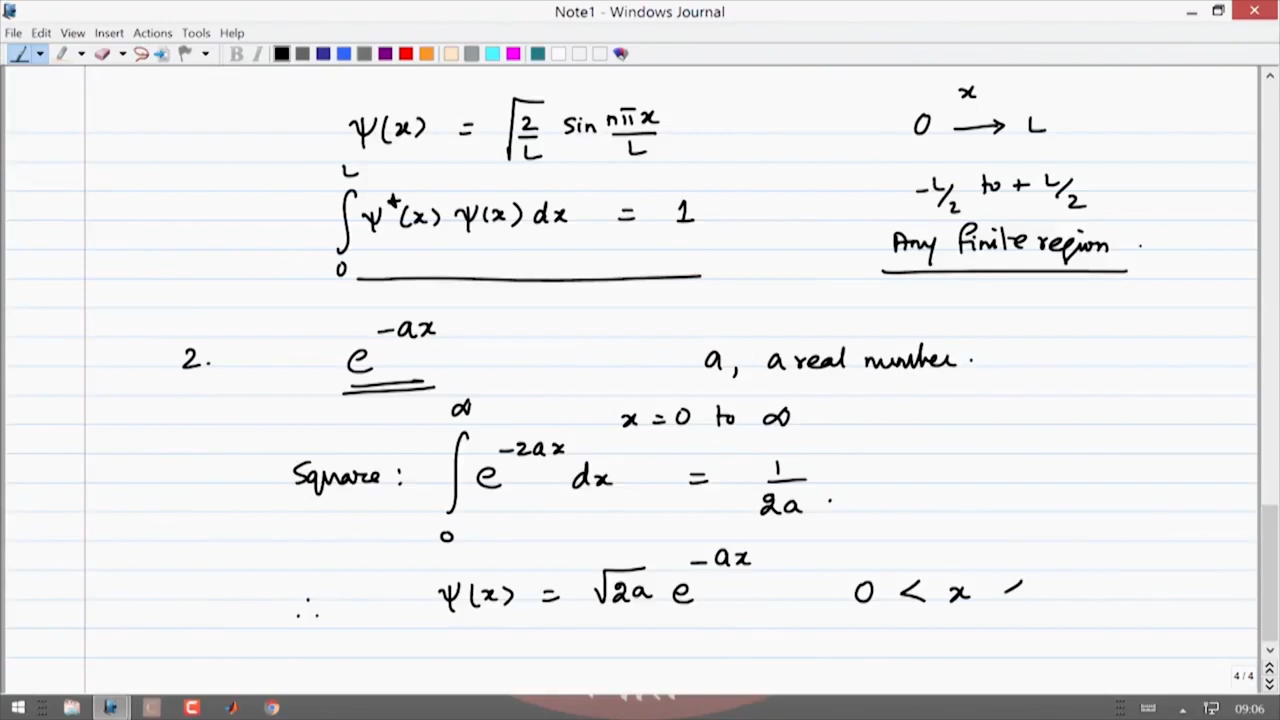 Note1 - Windows Journal
File Edit View Insert Actions Tools Help
B I
ψ(x) = √(2/L) sin nπx/L
x
0 → L
∫₀ᴸ ψ*(x) ψ(x) dx = 1
-L/2 to + L/2
Any finite region.
2. e^{-ax} a, a real number.
x = 0 to ∞
Square: ∫₀^∞ e^{-2ax} dx = 1/2a.
∴ ψ(x) = √2a e^{-ax} 0 < x <
4 / 4
09:06